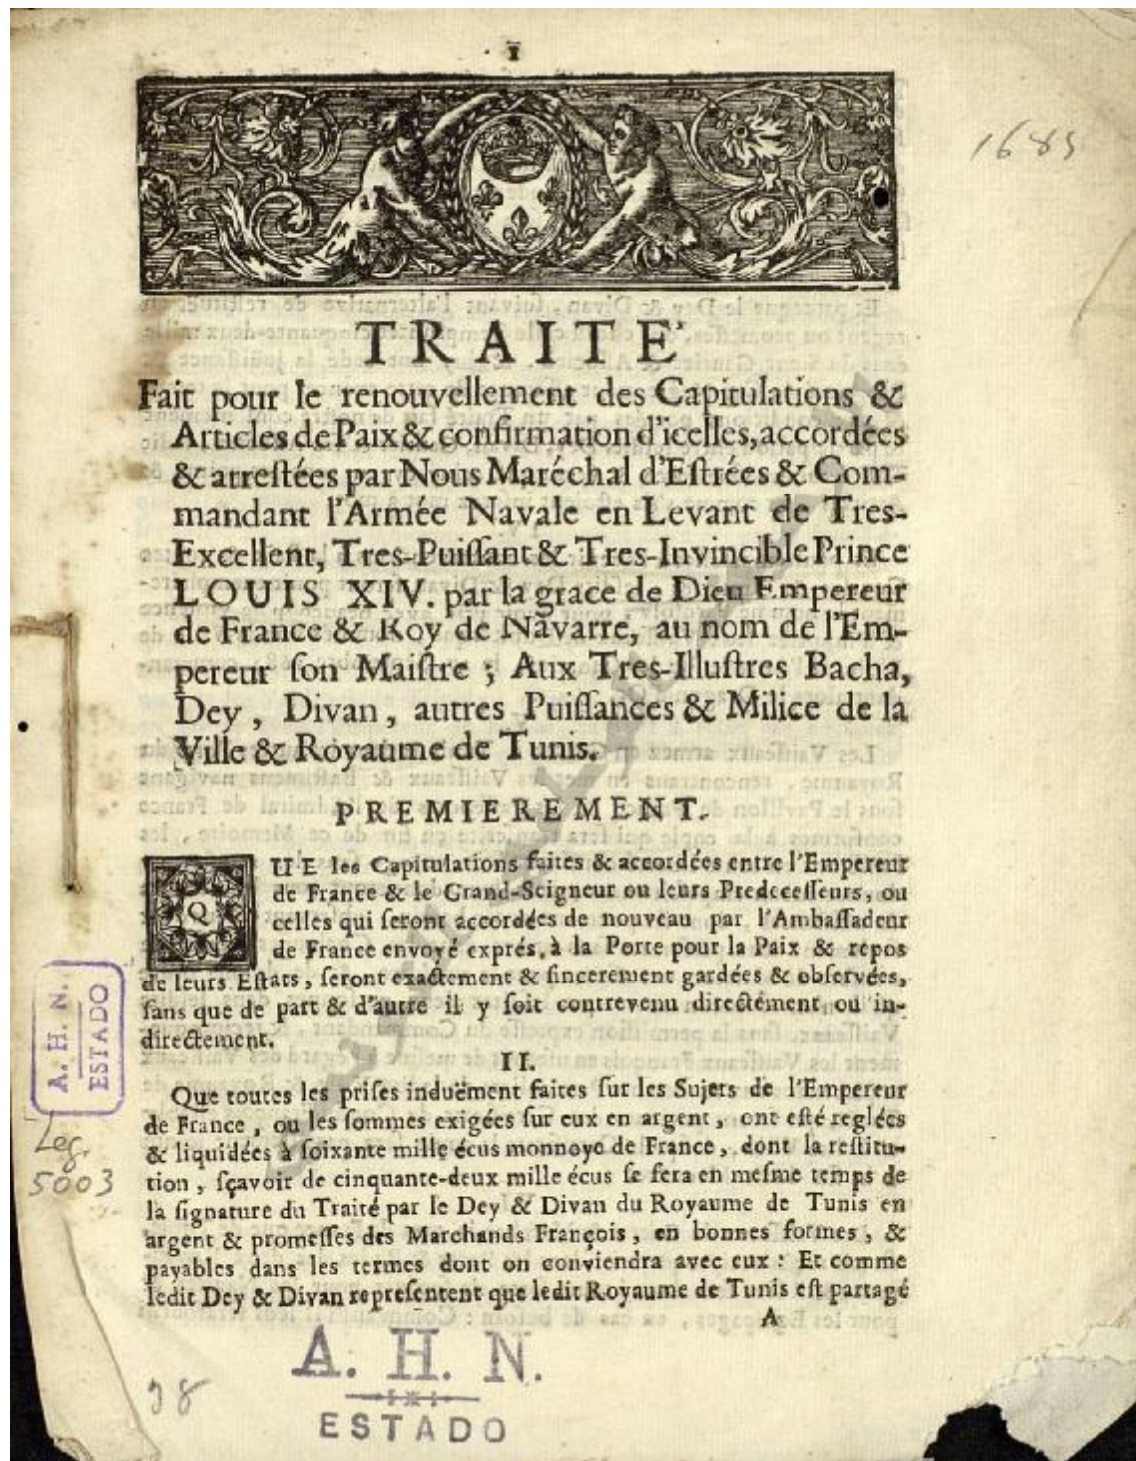 I
1685
TRAITE'
Fait pour le renouvellement des Capitulations &
Articles de Paix & confirmation d'icelles, accordées
& arreſtées par Nous Maréchal d'Eſtrées & Com-
mandant l'Armée Navale en Levant de Tres-
Excellent, Tres-Puiſſant & Tres-Invincible Prince
LOUIS XIV. par la grace de Dieu Empereur
de France & Roy de Navarre, au nom de l'Em-
pereur ſon Maiſtre ; Aux Tres-Illuſtres Bacha,
Dey, Divan, autres Puiſſances & Milice de la
Ville & Royaume de Tunis.
PREMIEREMENT.
QUE les Capitulations faites & accordées entre l'Empereur
de France & le Grand-Seigneur ou leurs Predeceſſeurs, ou
celles qui ſeront accordées de nouveau par l'Ambaſſadeur
de France envoyé exprés, à la Porte pour la Paix & repos
de leurs Eſtats, ſeront exactement & ſincerement gardées & obſervées,
ſans que de part & d'autre il y ſoit contrevenu directément ou in-
directement.
II.
Que toutes les priſes induëment faites ſur les Sujets de l'Empereur
de France, ou les ſommes exigées ſur eux en argent, ont eſté reglées
& liquidées à ſoixante mille écus monnoye de France, dont la reſtitu-
tion, ſçavoir de cinquante-deux mille écus ſe fera en meſme temps de
la ſignature du Traité par le Dey & Divan du Royaume de Tunis en
argent & promeſſes des Marchands François, en bonnes formes, &
payables dans les termes dont on conviendra avec eux : Et comme
ledit Dey & Divan repreſentent que ledit Royaume de Tunis eſt partagé
A
A. H. N.
ESTADO
Leg.
5003
A. H. N.
ESTADO